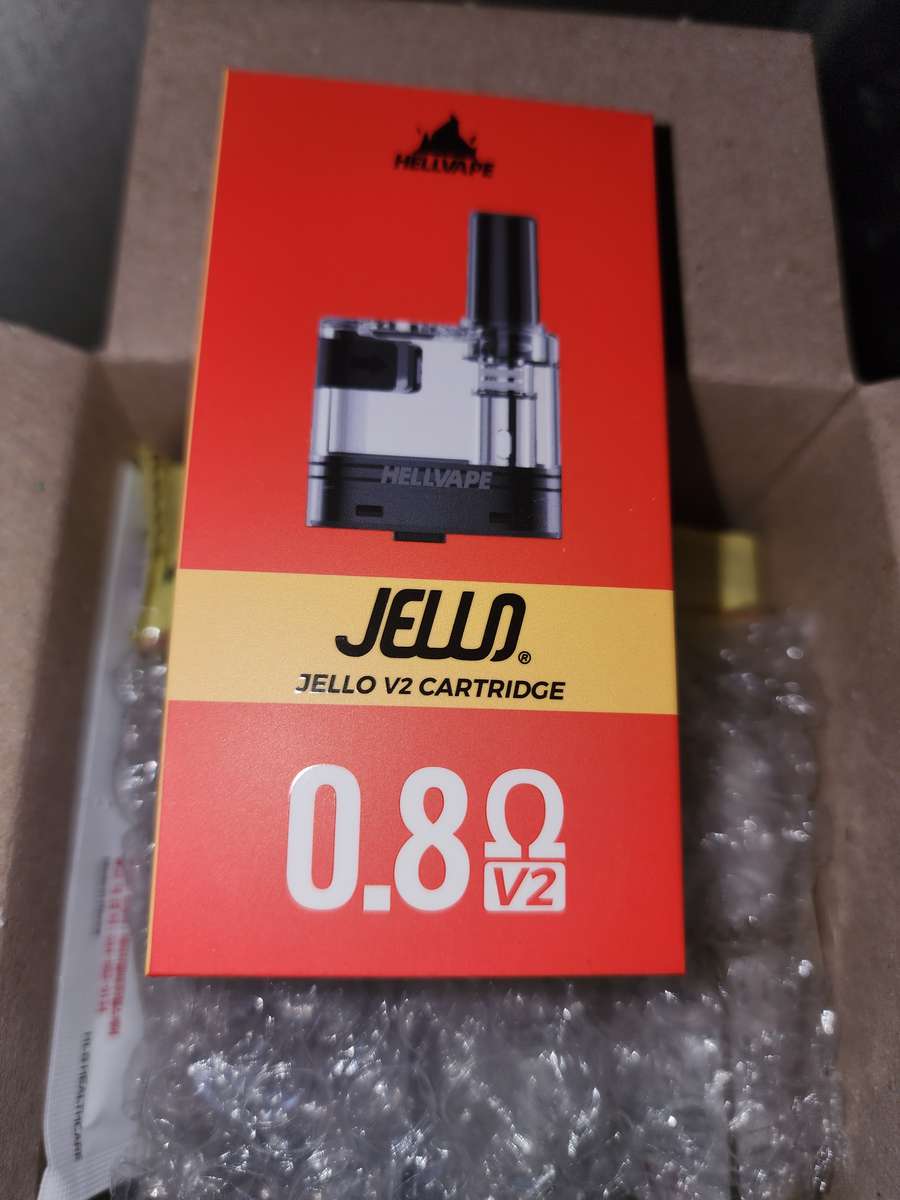 HELLVAPE
HELLVAPE
JELLO®
JELLO V2 CARTRIDGE
0.8Ω
V2